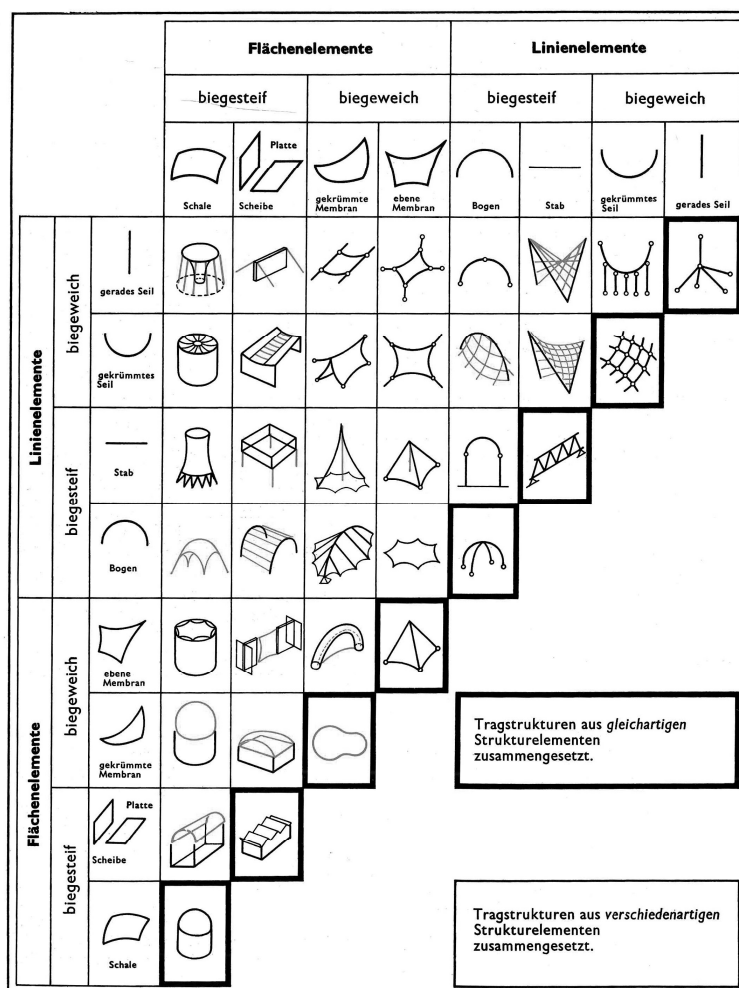 Flächenelemente
Linienelemente
biegesteif
biegeweich
biegesteif
biegeweich
Schale
Platte
Scheibe
gekrümmte
Membran
ebene
Membran
Bogen
Stab
gekrümmtes
Seil
gerades Seil
Linienelemente
biegeweich
gerades Seil
gekrümmtes
Seil
biegesteif
Stab
Bogen
Flächenelemente
biegeweich
ebene
Membran
gekrümmte
Membran
biegesteif
Platte
Scheibe
Schale
Tragstrukturen aus gleichartigen
Strukturelementen
zusammengesetzt.
Tragstrukturen aus verschiedenartigen
Strukturelementen
zusammengesetzt.